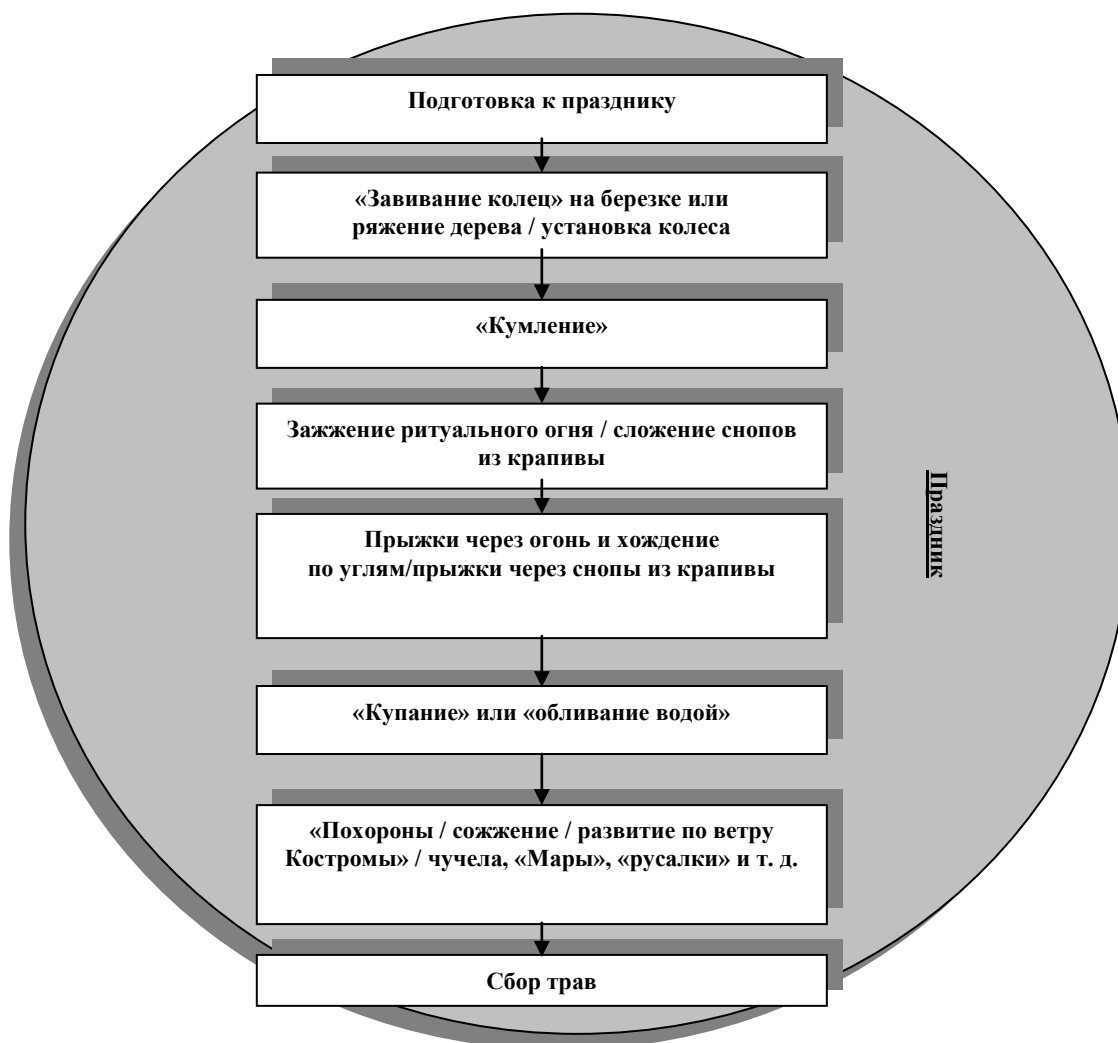 Подготовка к празднику
«Завивание колец» на березке или
ряжение дерева / установка колеса
«Кумление»
Зажжение ритуального огня / сложение снопов
из крапивы
Прыжки через огонь и хождение
по углям/прыжки через снопы из крапивы
«Купание» или «обливание водой»
«Похороны / сожжение / развитие по ветру
Костромы» / чучела, «Мары», «русалки» и т. д.
Сбор трав
Праздник